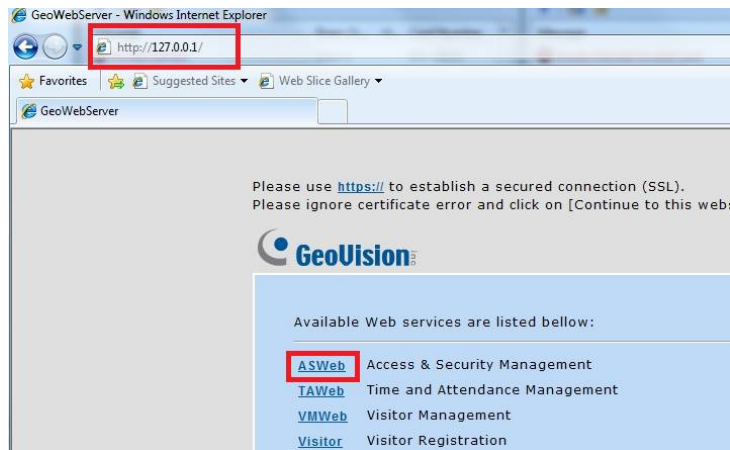 GeoWebServer - Windows Internet Explorer
http://127.0.0.1/
Favorites Suggested Sites Web Slice Gallery
GeoWebServer
Please use https:// to establish a secured connection (SSL).
Please ignore certificate error and click on [Continue to this webs
GeoVision
Available Web services are listed bellow:
ASWeb Access & Security Management
TAWeb Time and Attendance Management
VMWeb Visitor Management
Visitor Visitor Registration